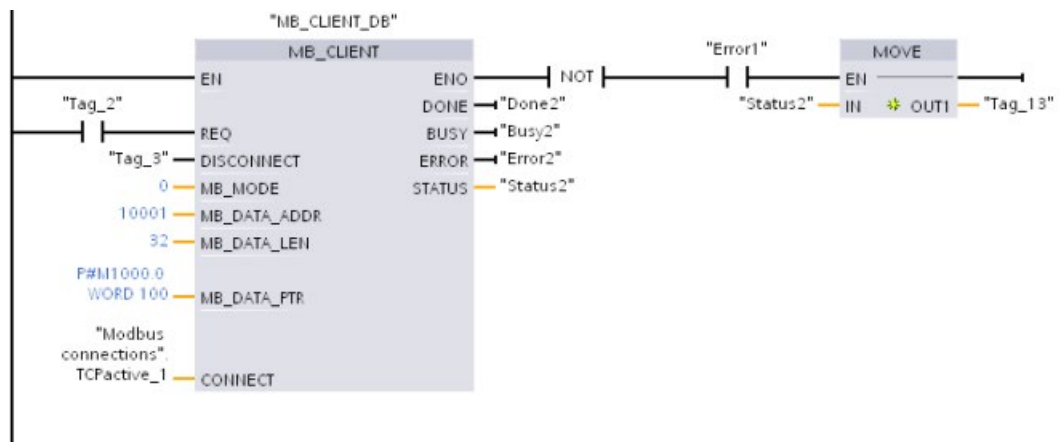 "MB_CLIENT_DB"
MB_CLIENT
"Error1"
MOVE
EN
ENO
NOT
EN
"Tag_2"
DONE
"Done2"
"Status2"
IN
OUT1
"Tag_13"
REQ
BUSY
"Busy2"
"Tag_3"
DISCONNECT
ERROR
"Error2"
0
MB_MODE
STATUS
"Status2"
10001
MB_DATA_ADDR
32
MB_DATA_LEN
P#M1000.0
WORD 100
MB_DATA_PTR
"Modbus
connections".
TCPactive_1
CONNECT